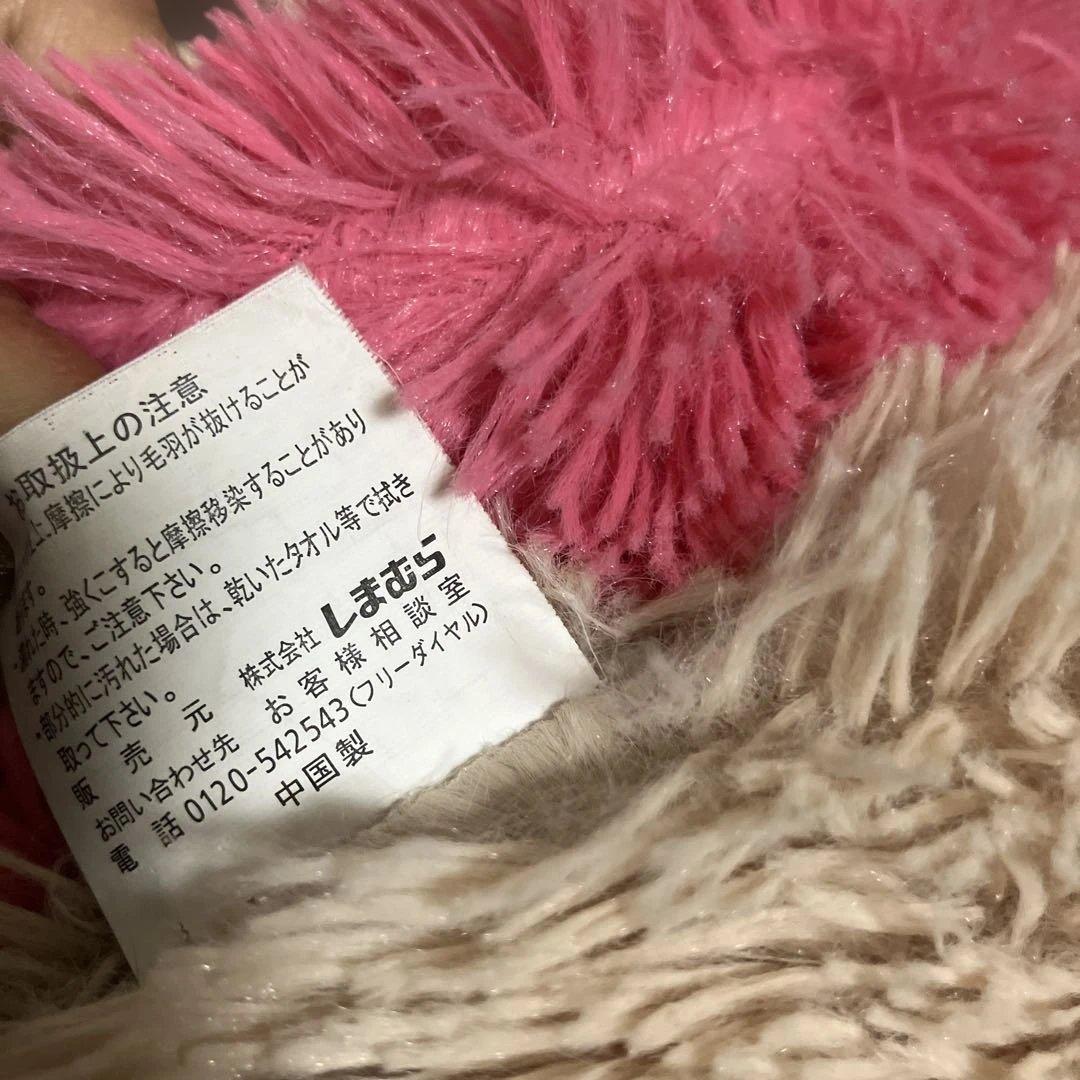 取扱上の注意
摩擦により毛羽が抜けることが
ます。
時、強くこすると摩擦移染することがあり
ますので、ご注意下さい。
・部分的に汚れた場合は、乾いたタオル等で拭き
取って下さい。
販売元 株式会社しまむら
お問い合わせ先 お客様相談室
電話 0120-542543(フリーダイヤル)
中国製